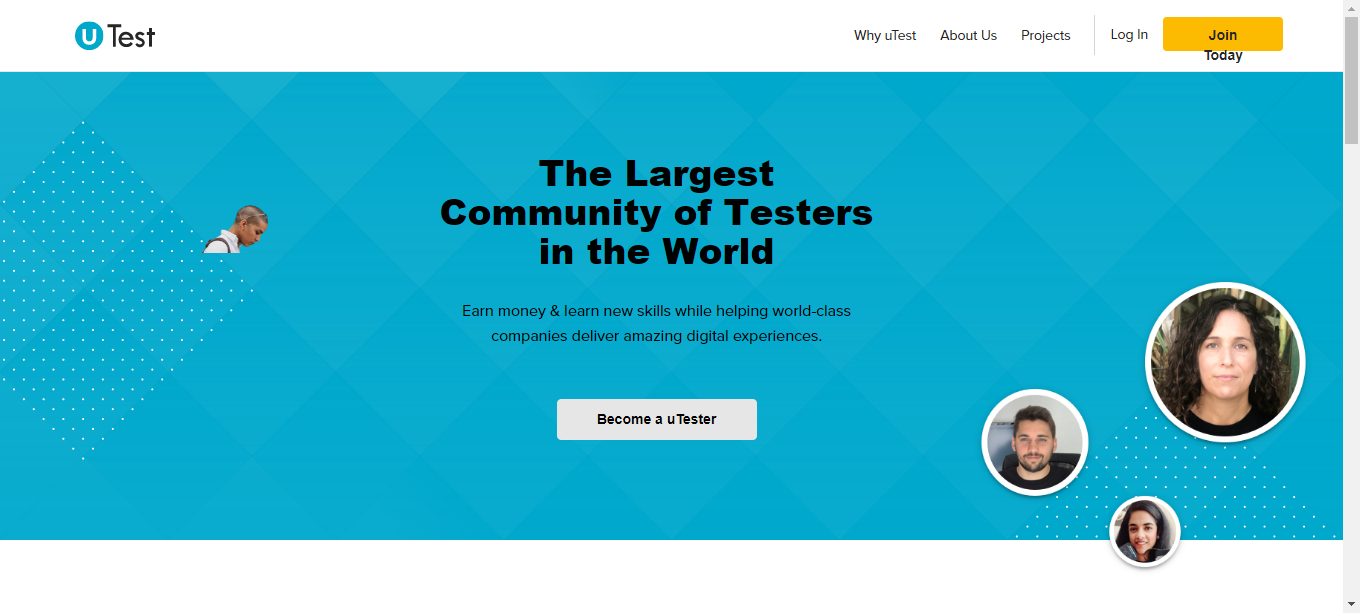 uTest
Why uTest
About Us
Projects
Log In
Join
Today
The Largest
Community of Testers
in the World
Earn money & learn new skills while helping world-class
companies deliver amazing digital experiences.
Become a uTester